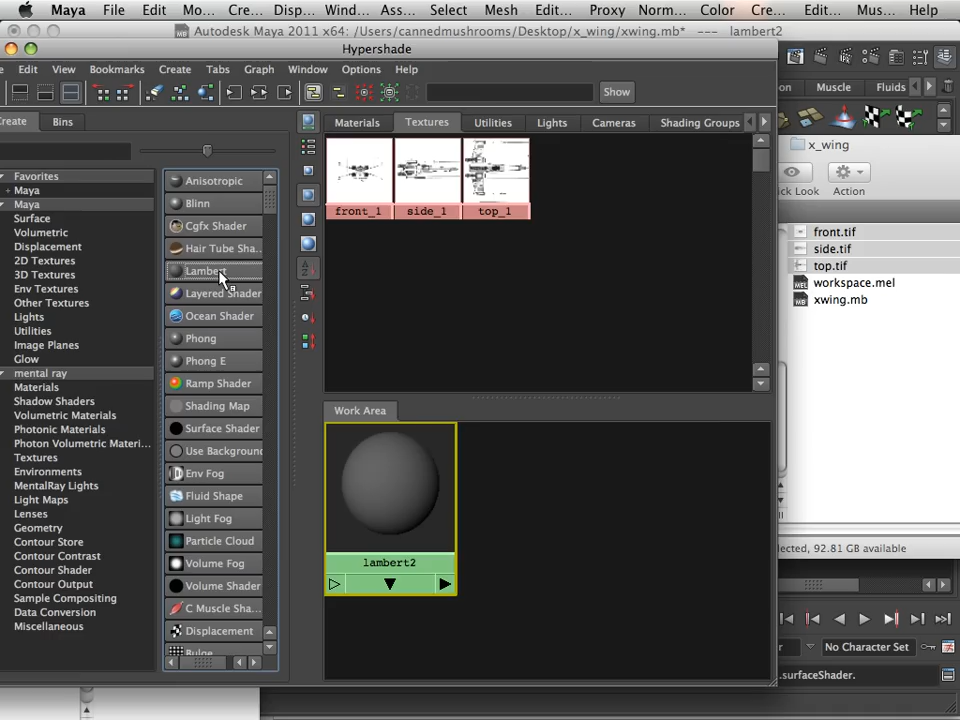 Maya File Edit Mo... Cre... Disp... Wind... Ass... Select Mesh Edit... Proxy Norm... Color Cre... Edit... Mus... Help
Autodesk Maya 2011 x64: /Users/cannedmushrooms/Desktop/x_wing/xwing.mb* --- lambert2
Hypershade
Edit View Bookmarks Create Tabs Graph Window Options Help
Muscle Fluids
Show
Create Bins
Materials Textures Utilities Lights Cameras Shading Groups
x_wing
Action
Favorites
Maya
Maya
Surface
Volumetric
Displacement
2D Textures
3D Textures
Env Textures
Other Textures
Lights
Utilities
Image Planes
Glow
mental ray
Materials
Shadow Shaders
Volumetric Materials
Photonic Materials
Photon Volumetric Materi...
Textures
Environments
MentalRay Lights
Light Maps
Lenses
Geometry
Contour Store
Contour Contrast
Contour Shader
Contour Output
Sample Compositing
Data Conversion
Miscellaneous
Anisotropic
Blinn
Cgfx Shader
Hair Tube Sha...
Lambert
Layered Shader
Ocean Shader
Phong
Phong E
Ramp Shader
Shading Map
Surface Shader
Use Background
Env Fog
Fluid Shape
Light Fog
Particle Cloud
Volume Fog
Volume Shader
C Muscle Sha...
Displacement
Bulge
front_1 side_1 top_1
Work Area
lambert2
front.tif
side.tif
top.tif
workspace.mel
xwing.mb
92.81 GB available
No Character Set
.surfaceShader.